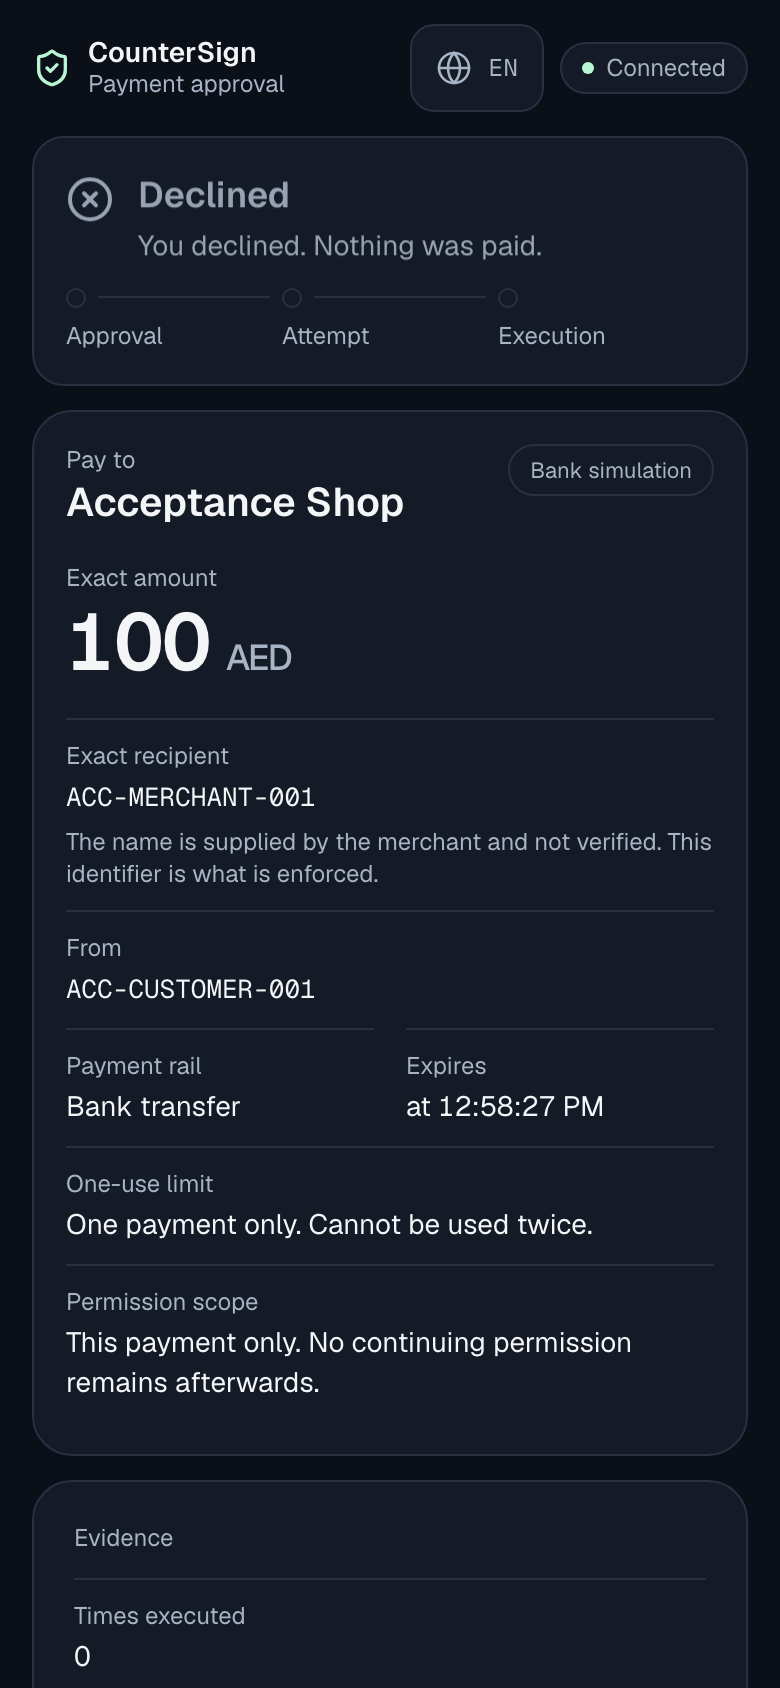 CounterSign
Payment approval
EN
Connected
Declined
You declined. Nothing was paid.
Approval
Attempt
Execution
Pay to
Bank simulation
Acceptance Shop
Exact amount
100 AED
Exact recipient
ACC-MERCHANT-001
The name is supplied by the merchant and not verified. This
identifier is what is enforced.
From
ACC-CUSTOMER-001
Payment rail
Bank transfer
Expires
at 12:58:27 PM
One-use limit
One payment only. Cannot be used twice.
Permission scope
This payment only. No continuing permission
remains afterwards.
Evidence
Times executed
0